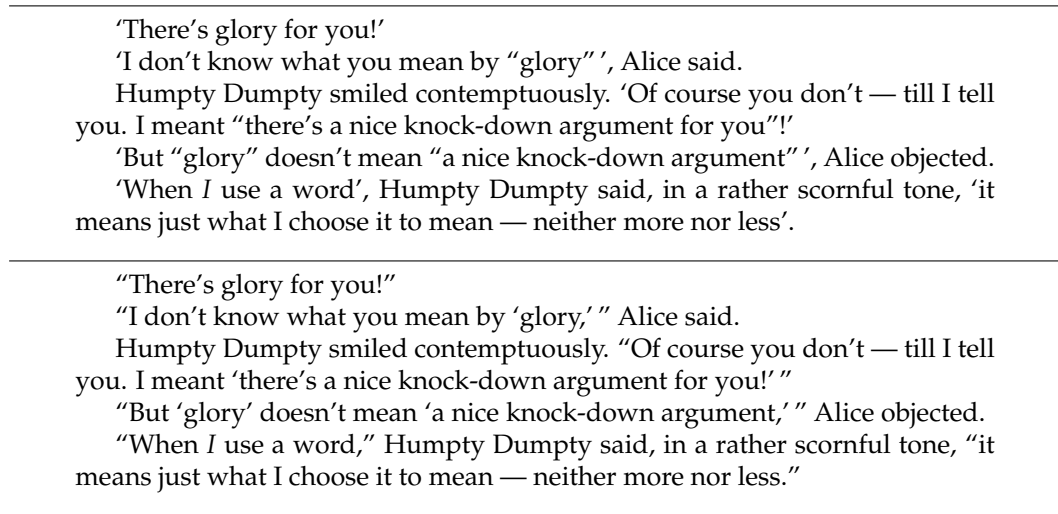 ‘There’s glory for you!’
‘I don’t know what you mean by “glory” ’, Alice said.
Humpty Dumpty smiled contemptuously. ‘Of course you don’t — till I tell
you. I meant “there’s a nice knock-down argument for you”!’
‘But “glory” doesn’t mean “a nice knock-down argument” ’, Alice objected.
‘When I use a word’, Humpty Dumpty said, in a rather scornful tone, ‘it
means just what I choose it to mean — neither more nor less’.
“There’s glory for you!”
“I don’t know what you mean by ‘glory,’ ” Alice said.
Humpty Dumpty smiled contemptuously. “Of course you don’t — till I tell
you. I meant ‘there’s a nice knock-down argument for you!’ ”
“But ‘glory’ doesn’t mean ‘a nice knock-down argument,’ ” Alice objected.
“When I use a word,” Humpty Dumpty said, in a rather scornful tone, “it
means just what I choose it to mean — neither more nor less.”